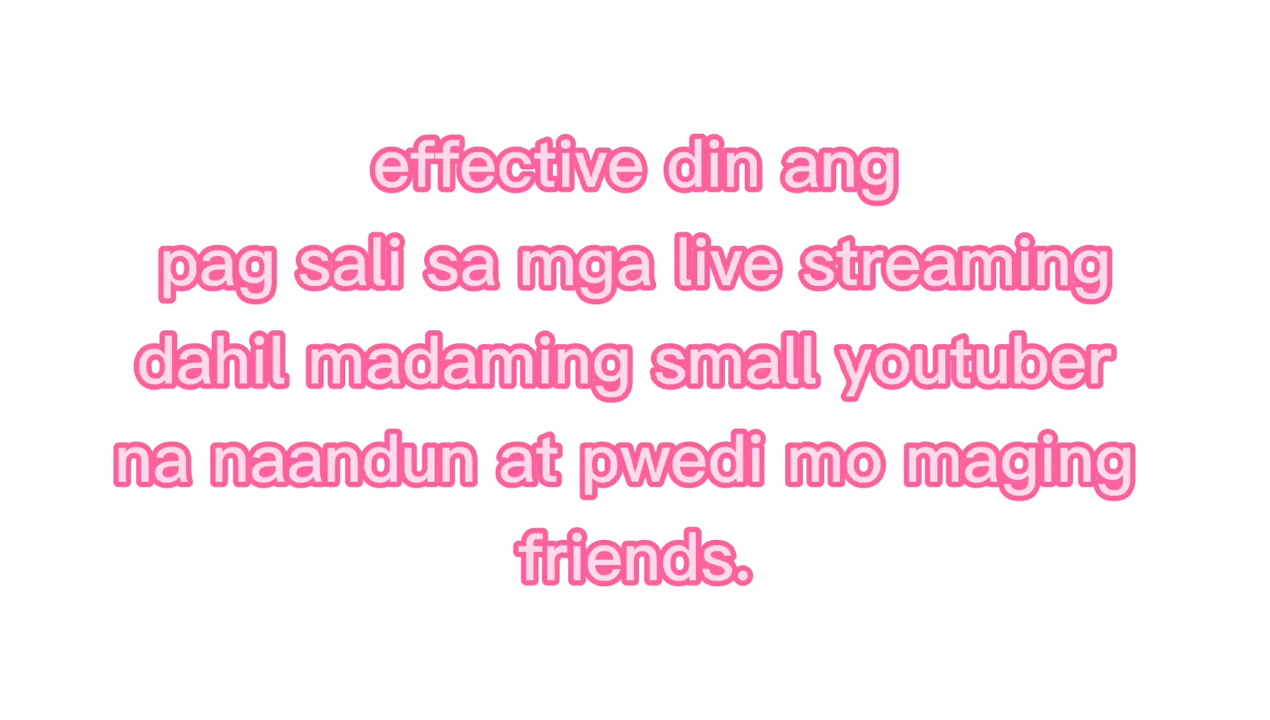 effective din ang
pag sali sa mga live streaming
dahil madaming small youtuber
na naandun at pwedi mo maging
friends.